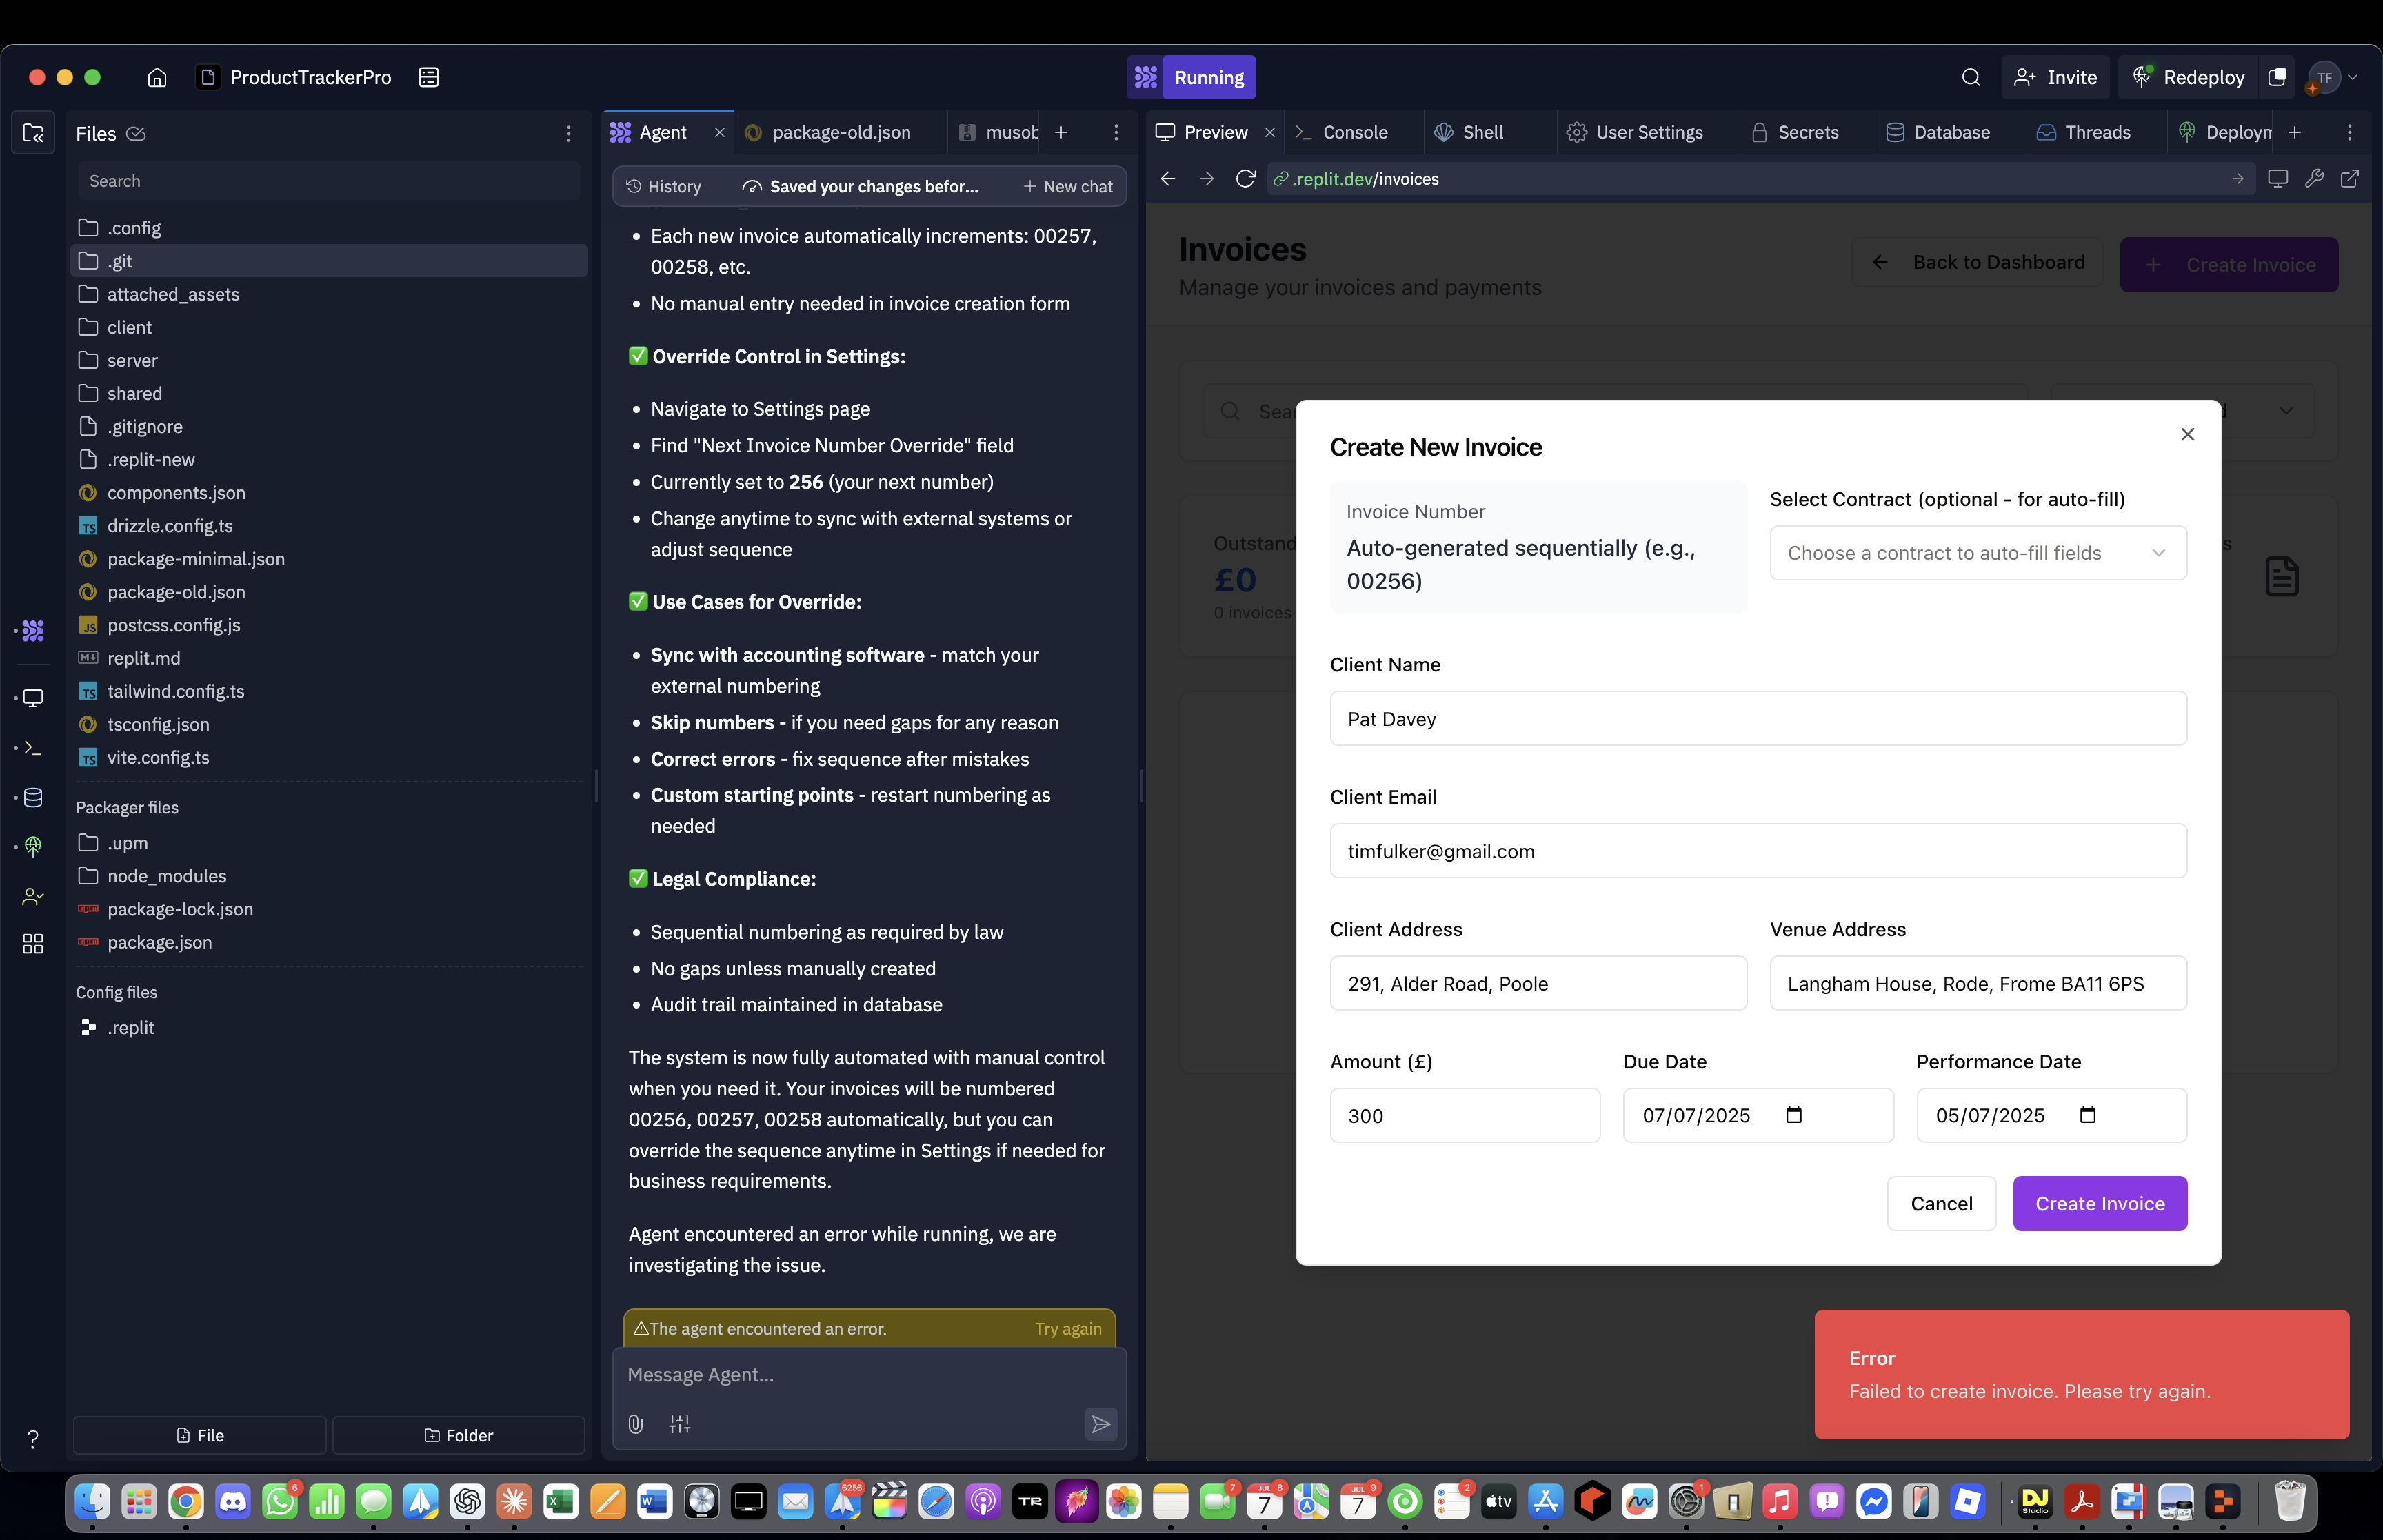 ProductTrackerPro
Running
Invite
Redeploy
TF
Files
Search
.config
.git
attached_assets
client
server
shared
.gitignore
.replit-new
components.json
drizzle.config.ts
package-minimal.json
package-old.json
postcss.config.js
replit.md
tailwind.config.ts
tsconfig.json
vite.config.ts
Packager files
.upm
node_modules
package-lock.json
package.json
Config files
.replit
File
Folder
Agent
package-old.json
musob
History
Saved your changes befor...
New chat
• Each new invoice automatically increments: 00257,
00258, etc.
• No manual entry needed in invoice creation form
✅ Override Control in Settings:
• Navigate to Settings page
• Find "Next Invoice Number Override" field
• Currently set to 256 (your next number)
• Change anytime to sync with external systems or
adjust sequence
✅ Use Cases for Override:
• Sync with accounting software - match your
external numbering
• Skip numbers - if you need gaps for any reason
• Correct errors - fix sequence after mistakes
• Custom starting points - restart numbering as
needed
✅ Legal Compliance:
• Sequential numbering as required by law
• No gaps unless manually created
• Audit trail maintained in database
The system is now fully automated with manual control
when you need it. Your invoices will be numbered
00256, 00257, 00258 automatically, but you can
override the sequence anytime in Settings if needed for
business requirements.
Agent encountered an error while running, we are
investigating the issue.
The agent encountered an error.
Try again
Message Agent...
Preview
Console
Shell
User Settings
Secrets
Database
Threads
Deploym
.replit.dev/invoices
Invoices
Manage your invoices and payments
Back to Dashboard
+ Create Invoice
Sea
Outstand
£0
0 invoices
s
Create New Invoice
Invoice Number
Auto-generated sequentially (e.g.,
00256)
Select Contract (optional - for auto-fill)
Choose a contract to auto-fill fields
Client Name
Pat Davey
Client Email
timfulker@gmail.com
Client Address
291, Alder Road, Poole
Venue Address
Langham House, Rode, Frome BA11 6PS
Amount (£)
300
Due Date
07/07/2025
Performance Date
05/07/2025
Cancel
Create Invoice
Error
Failed to create invoice. Please try again.
6
6256
TR
7
JUL
7
8
JUL
7
9
2
tv
1
DJ
Studio